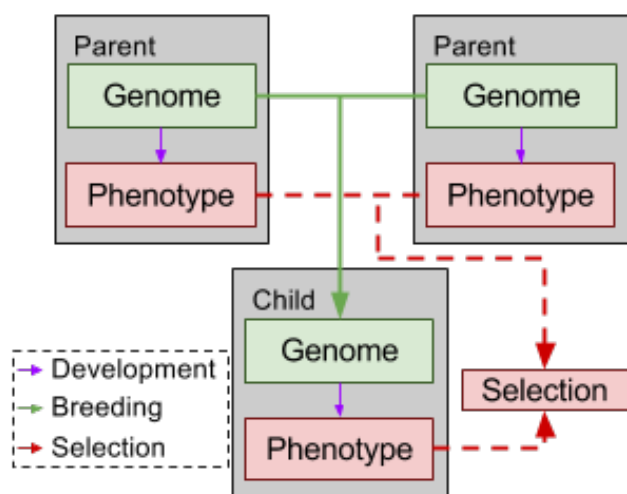 Parent
Genome
Phenotype
Parent
Genome
Phenotype
Child
Genome
Phenotype
Selection
Development
Breeding
Selection